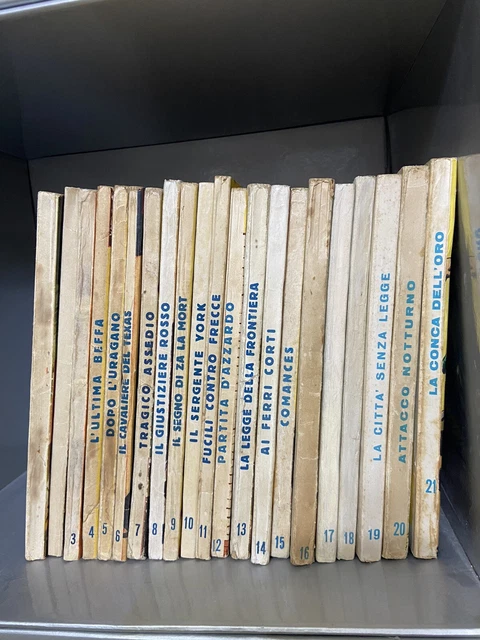 3
L'ULTIMA BEFFA
4
DOPO L'URAGANO
5
IL CAVALIERE DEL TEXAS
6
TRAGICO ASSEDIO
7
IL GIUSTIZIERE ROSSO
8
IL SEGNO DI ZA LA MORT
9
IL SERGENTE YORK
10
FUCILI CONTRO FRECCE
11
PARTITA D'AZZARDO
12
LA LEGGE DELLA FRONTIERA
13
AI FERRI CORTI
14
COMANCES
15
16
17
18
LA CITTA' SENZA LEGGE
19
ATTACCO NOTTURNO
20
LA CONCA DELL'ORO
21